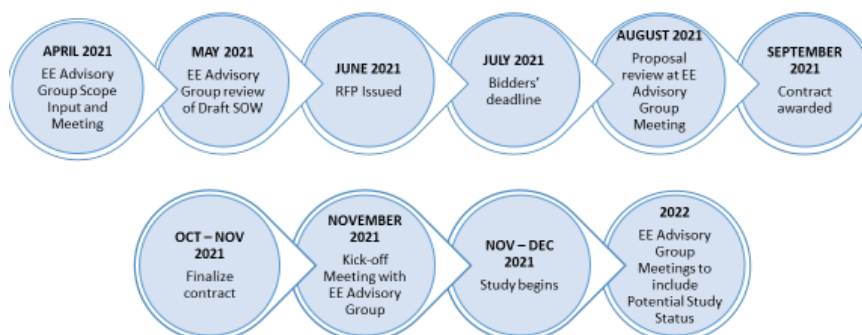 APRIL 2021
EE Advisory
Group Scope
Input and
Meeting
MAY 2021
EE Advisory
Group review
of Draft SOW
JUNE 2021
RFP Issued
JULY 2021
Bidders'
deadline
AUGUST 2021
Proposal
review at EE
Advisory
Group
Meeting
SEPTEMBER
2021
Contract
awarded
OCT – NOV
2021
Finalize
contract
NOVEMBER
2021
Kick-off
Meeting with
EE Advisory
Group
NOV – DEC
2021
Study begins
2022
EE Advisory
Group
Meetings to
include
Potential Study
Status